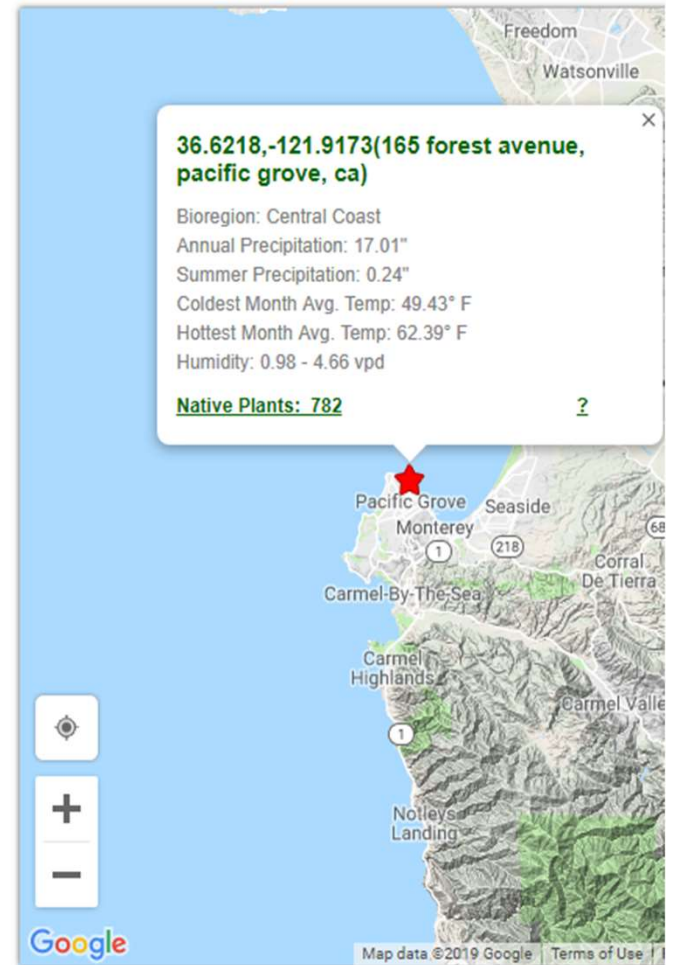 Freedom
Watsonville
×
36.6218,-121.9173(165 forest avenue,
pacific grove, ca)
Bioregion: Central Coast
Annual Precipitation: 17.01"
Summer Precipitation: 0.24"
Coldest Month Avg. Temp: 49.43° F
Hottest Month Avg. Temp: 62.39° F
Humidity: 0.98 - 4.66 vpd
Native Plants: 782 ?
Pacific Grove
Seaside
Monterey
68
1
218
Corral
De Tierra
Carmel-By-The-Sea
Carmel
Highlands
Carmel Valle
1
Notleys
Landing
Google
Map data ©2019 Google
Terms of Use